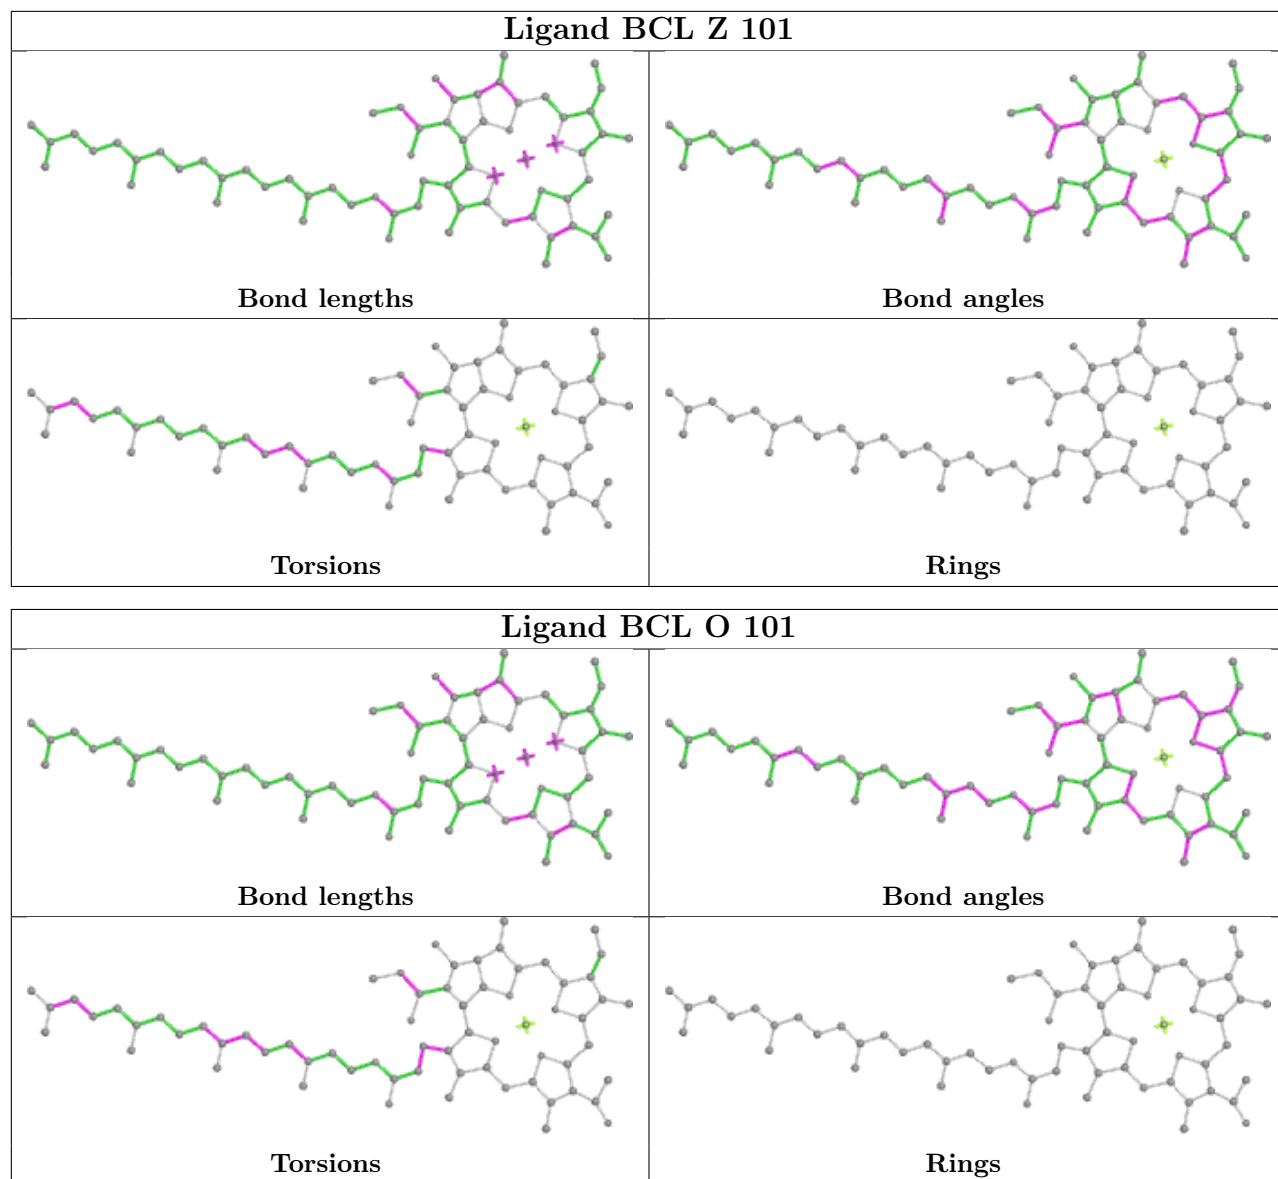 Ligand BCL Z 101
Bond lengths
Bond angles
Torsions
Rings
Ligand BCL O 101
Bond lengths
Bond angles
Torsions
Rings